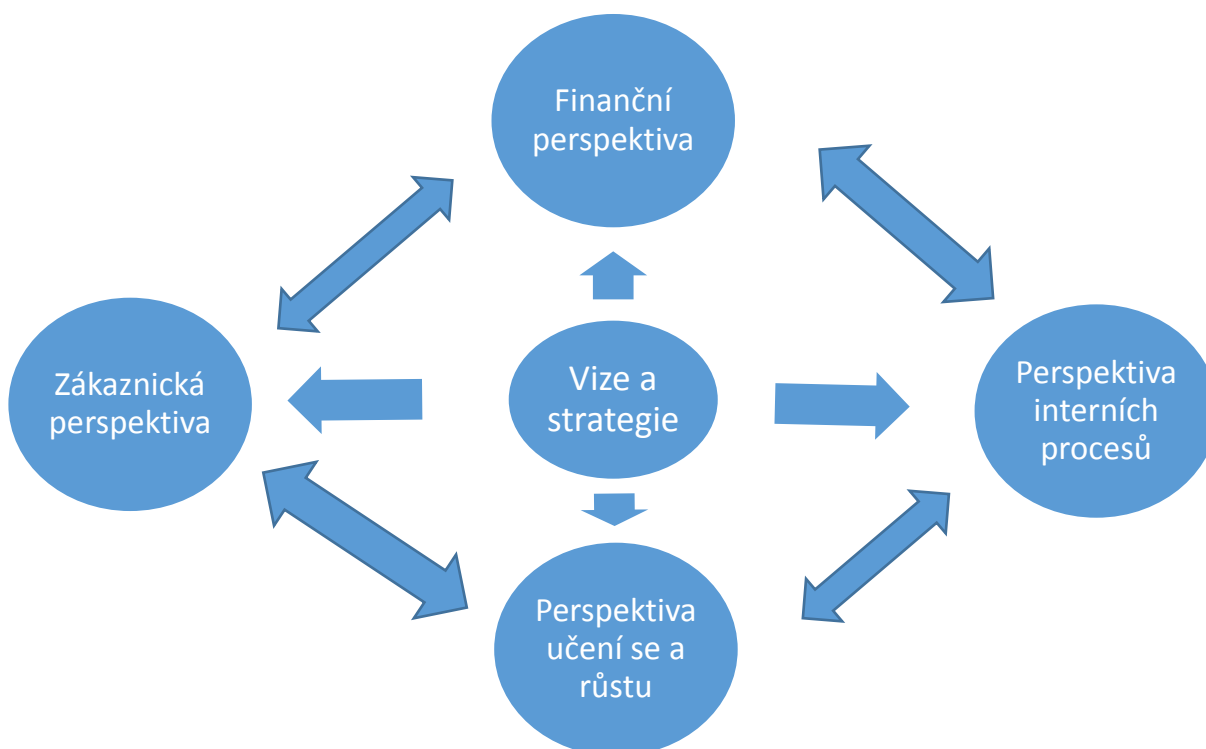 Finanční
perspektiva
Zákaznická
perspektiva
Vize a
strategie
Perspektiva
interních
procesů
Perspektiva
učení se a
růstu